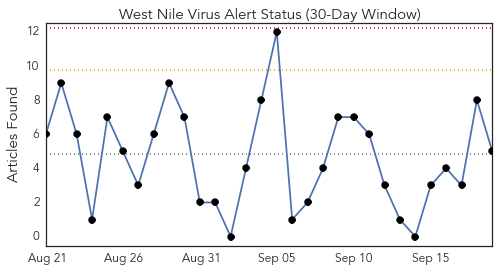 West Nile Virus Alert Status (30-Day Window)
Articles Found
12
10
8
6
4
2
0
Aug 21 Aug 26 Aug 31 Sep 05 Sep 10 Sep 15